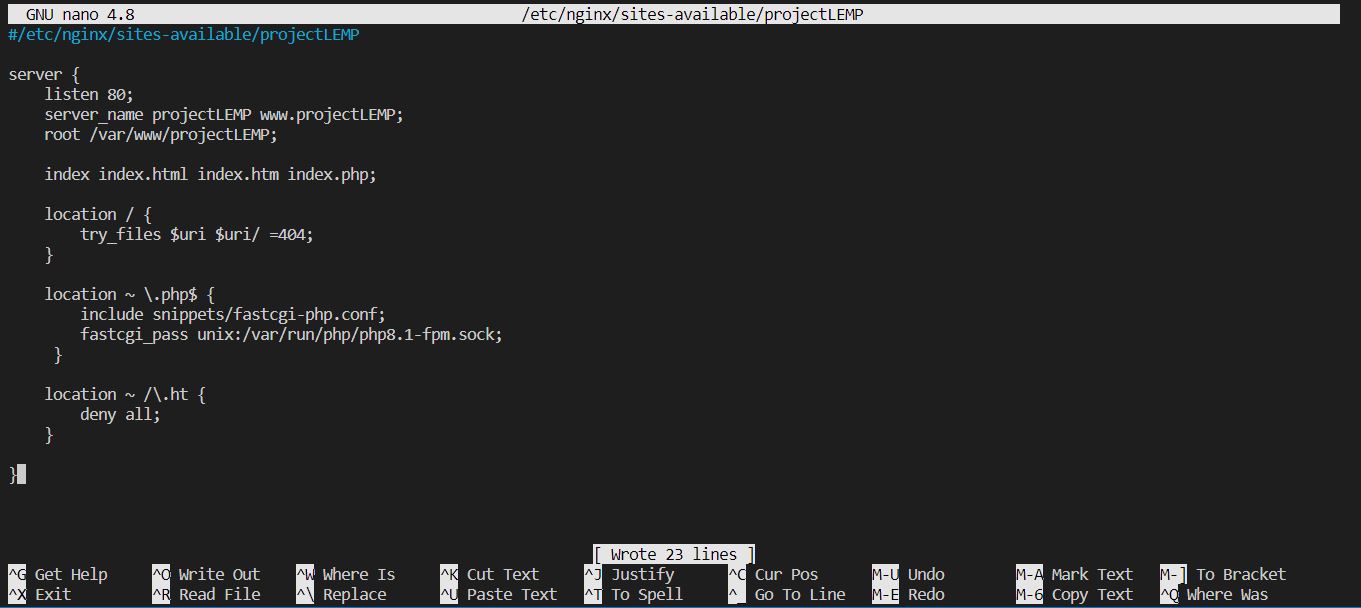 GNU nano 4.8 /etc/nginx/sites-available/projectLEMP
#/etc/nginx/sites-available/projectLEMP
server {
listen 80;
server_name projectLEMP www.projectLEMP;
root /var/www/projectLEMP;
index index.html index.htm index.php;
location / {
try_files $uri $uri/ =404;
}
location ~ \.php$ {
include snippets/fastcgi-php.conf;
fastcgi_pass unix:/var/run/php/php8.1-fpm.sock;
}
location ~ /\.ht {
deny all;
}
}
[ Wrote 23 lines ]
^G Get Help ^O Write Out ^W Where Is ^K Cut Text ^J Justify ^C Cur Pos M-U Undo M-A Mark Text M-] To Bracket
^X Exit ^R Read File ^\ Replace ^U Paste Text ^T To Spell ^_ Go To Line M-E Redo M-6 Copy Text ^Q Where Was